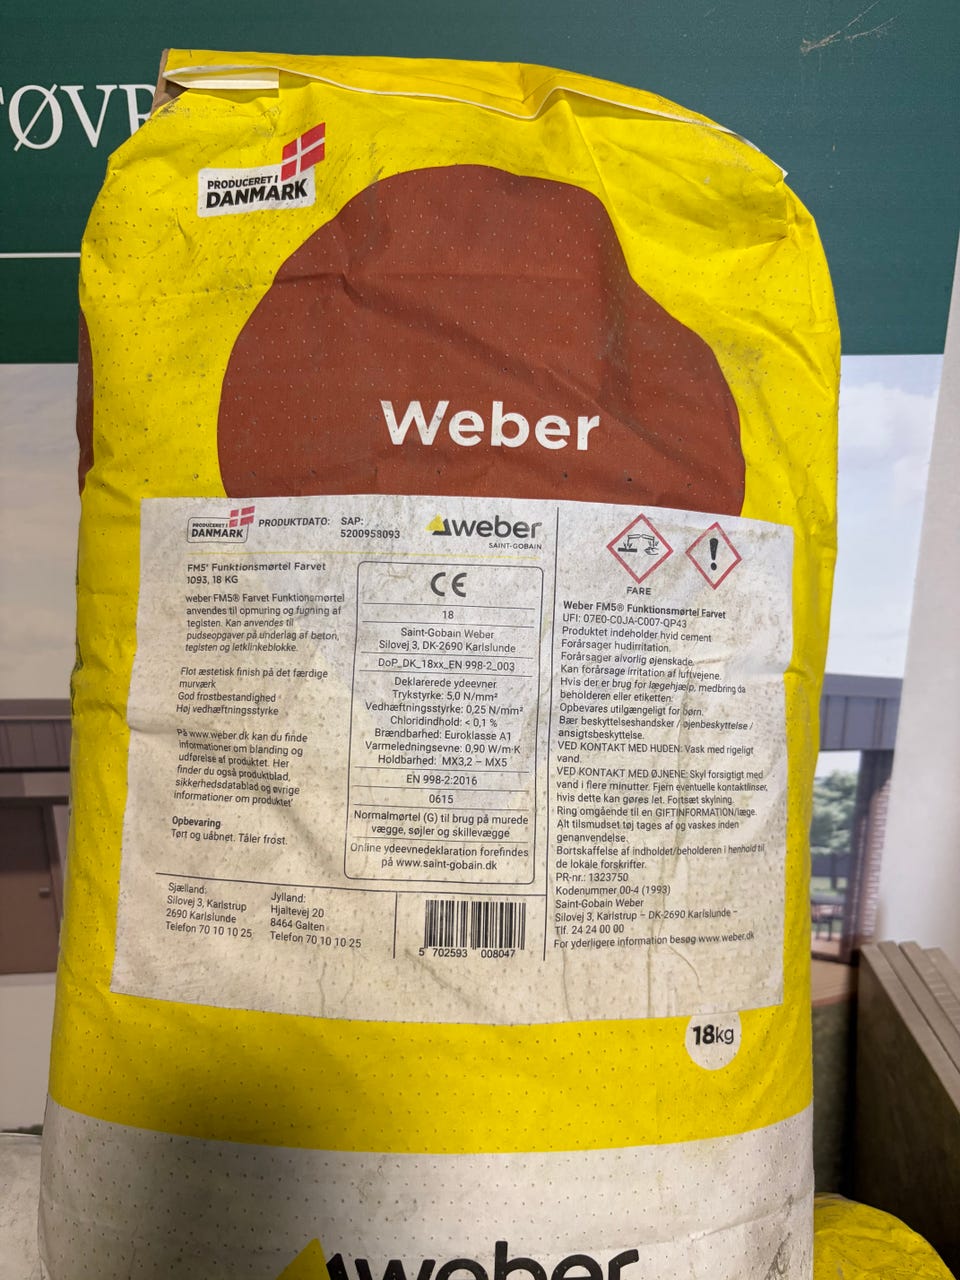 PRODUCERET I
DANMARK
Weber
PRODUCERET I
DANMARK
PRODUKTDATO:
SAP:
5200958093
weber
SAINT-GOBAIN
FM5® Funktionsmørtel Farvet
1093, 18 KG
weber FM5® Farvet Funktionsmørtel
anvendes til opmuring og fugning af
teglsten. Kan anvendes til
pudseopgaver på underlag af beton,
teglsten og letklinkeblokke.
Flot æstetisk finish på det færdige
murværk
God frostbestandighed
Høj vedhæftningsstyrke
På www.weber.dk kan du finde
informationer om blanding og
udførelse af produktet. Her
finder du også produktblad,
sikkerhedsdatablad og øvrige
informationer om produktet'
Opbevaring
Tørt og uåbnet. Tåler frost.
CE
18
Saint-Gobain Weber
Silovej 3, DK-2690 Karlslunde
DoP_DK_18xx_EN 998-2_003
Deklarerede ydeevner
Trykstyrke: 5,0 N/mm²
Vedhæftningsstyrke: 0,25 N/mm²
Chloridindhold: < 0,1 %
Brændbarhed: Euroklasse A1
Varmeledningsevne: 0,90 W/m·K
Holdbarhed: MX3,2 – MX5
EN 998-2:2016
0615
Normalmørtel (G) til brug på murede
vægge, søjler og skillevægge
Online ydeevnedeklaration forefindes
på www.saint-gobain.dk
FARE
Weber FM5® Funktionsmørtel Farvet
UFI: 07E0-C0JA-C007-QP43
Produktet indeholder hvid cement
Forårsager hudirritation.
Forårsager alvorlig øjenskade.
Kan forårsage irritation af luftvejene.
Hvis der er brug for lægehjælp, medbring da
beholderen eller etiketten.
Opbevares utilgængeligt for børn.
Bær beskyttelseshandsker / øjenbeskyttelse /
ansigtsbeskyttelse.
VED KONTAKT MED HUDEN: Vask med rigeligt
vand.
VED KONTAKT MED ØJNENE: Skyl forsigtigt med
vand i flere minutter. Fjern eventuelle kontaktlinser,
hvis dette kan gøres let. Fortsæt skylning.
Ring omgående til en GIFTINFORMATION/læge.
Alt tilsmudset tøj tages af og vaskes inden
genanvendelse.
Bortskaffelse af indholdet/beholderen i henhold til
de lokale forskrifter.
PR-nr.: 1323750
Kodenummer 00-4 (1993)
Saint-Gobain Weber
Silovej 3, Karlstrup – DK-2690 Karlslunde –
Tlf. 24 24 00 00
For yderligere information besøg www.weber.dk
Sjælland:
Silovej 3, Karlstrup
2690 Karlslunde
Telefon 70 10 10 25
Jylland:
Hjaltevej 20
8464 Galten
Telefon 70 10 10 25
5 702593 008047
18kg
weber